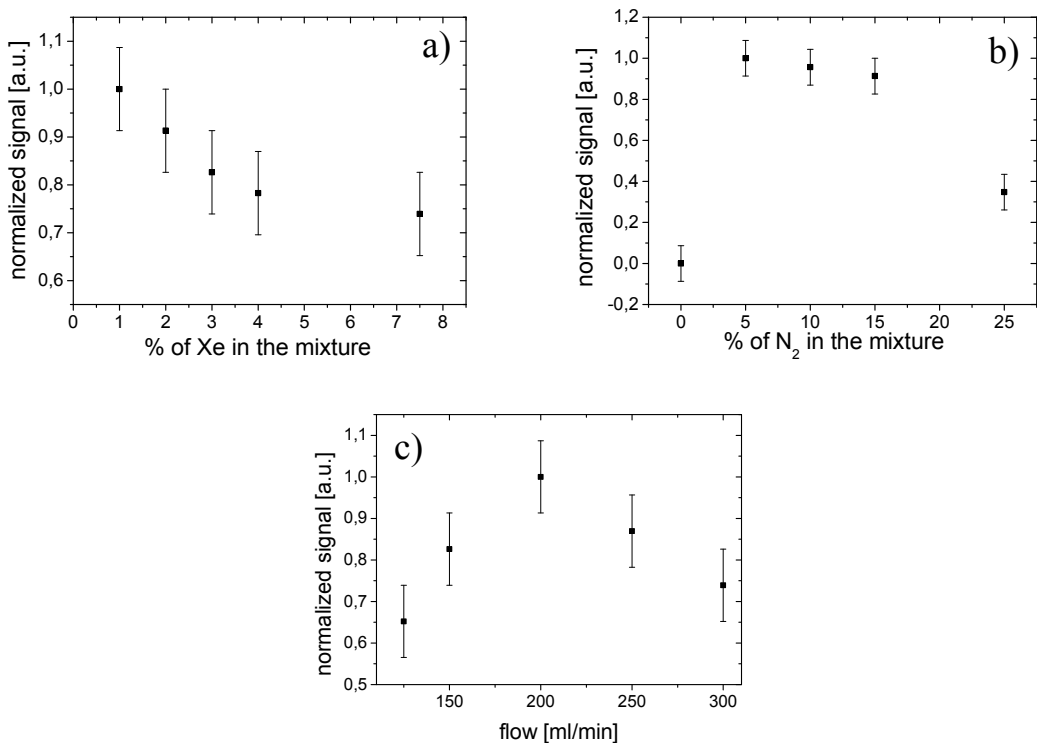 a)
normalized signal [a.u.]
1,1
1,0
0,9
0,8
0,7
0,6
0 1 2 3 4 5 6 7 8
% of Xe in the mixture
b)
normalized signal [a.u.]
1,2
1,0
0,8
0,6
0,4
0,2
0,0
-0,2
0 5 10 15 20 25
% of N₂ in the mixture
c)
normalized signal [a.u.]
1,1
1,0
0,9
0,8
0,7
0,6
0,5
150 200 250 300
flow [ml/min]